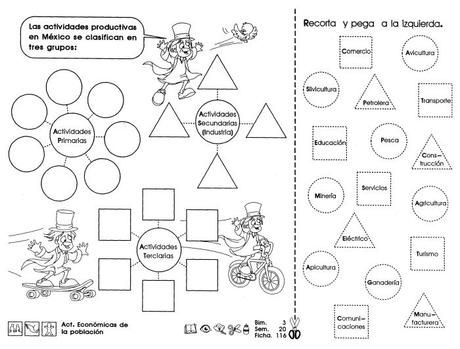 Las actividades productivas
en México se clasifican en
tres grupos:
Actividades
Primarias
Actividades
Secundarias
(Industria)
Actividades
Terciarias
Act. Económicas de
la población
Bim. 3
Sem. 20
Ficha. 116
Recorta y pega a la Izquierda.
Comercio
Avicultura
Silvicultura
Petrolera
Transporte
Educación
Pesca
Cons-
trucción
Minería
Servicios
Agricultura
Eléctrico
Turismo
Apicultura
Ganadería
Comuni-
caciones
Manu-
facturera